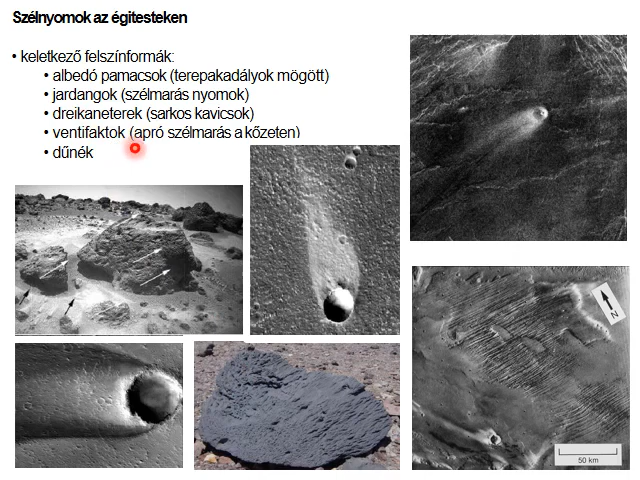 Szélnyomok az égitesteken
• keletkező felszínformák:
• albedó pamacsok (terepakadályok mögött)
• jardangok (szélmarás nyomok)
• dreikaneterek (sarkos kavicsok)
• ventifaktok (apró szélmarás a kőzeten)
• dűnék
N
50 km